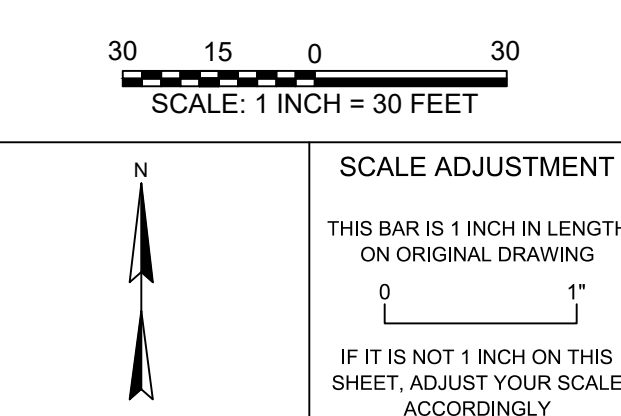 30 15 0 30
SCALE: 1 INCH = 30 FEET
N
SCALE ADJUSTMENT
THIS BAR IS 1 INCH IN LENGTH
ON ORIGINAL DRAWING
0 1"
IF IT IS NOT 1 INCH ON THIS
SHEET, ADJUST YOUR SCALE
ACCORDINGLY